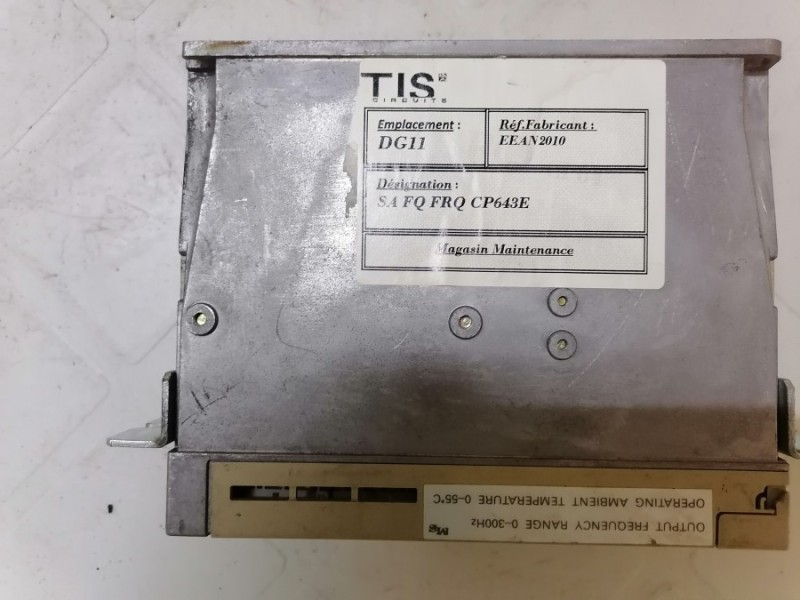 TIS
CIRCUITS
Emplacement :
DG11
Réf.Fabricant :
EEAN2010
Désignation :
SA FQ FRQ CP643E
Magasin Maintenance
OUTPUT FREQUENCY RANGE 0–300Hz
OPERATING AMBIENT TEMPERATURE 0–55°C